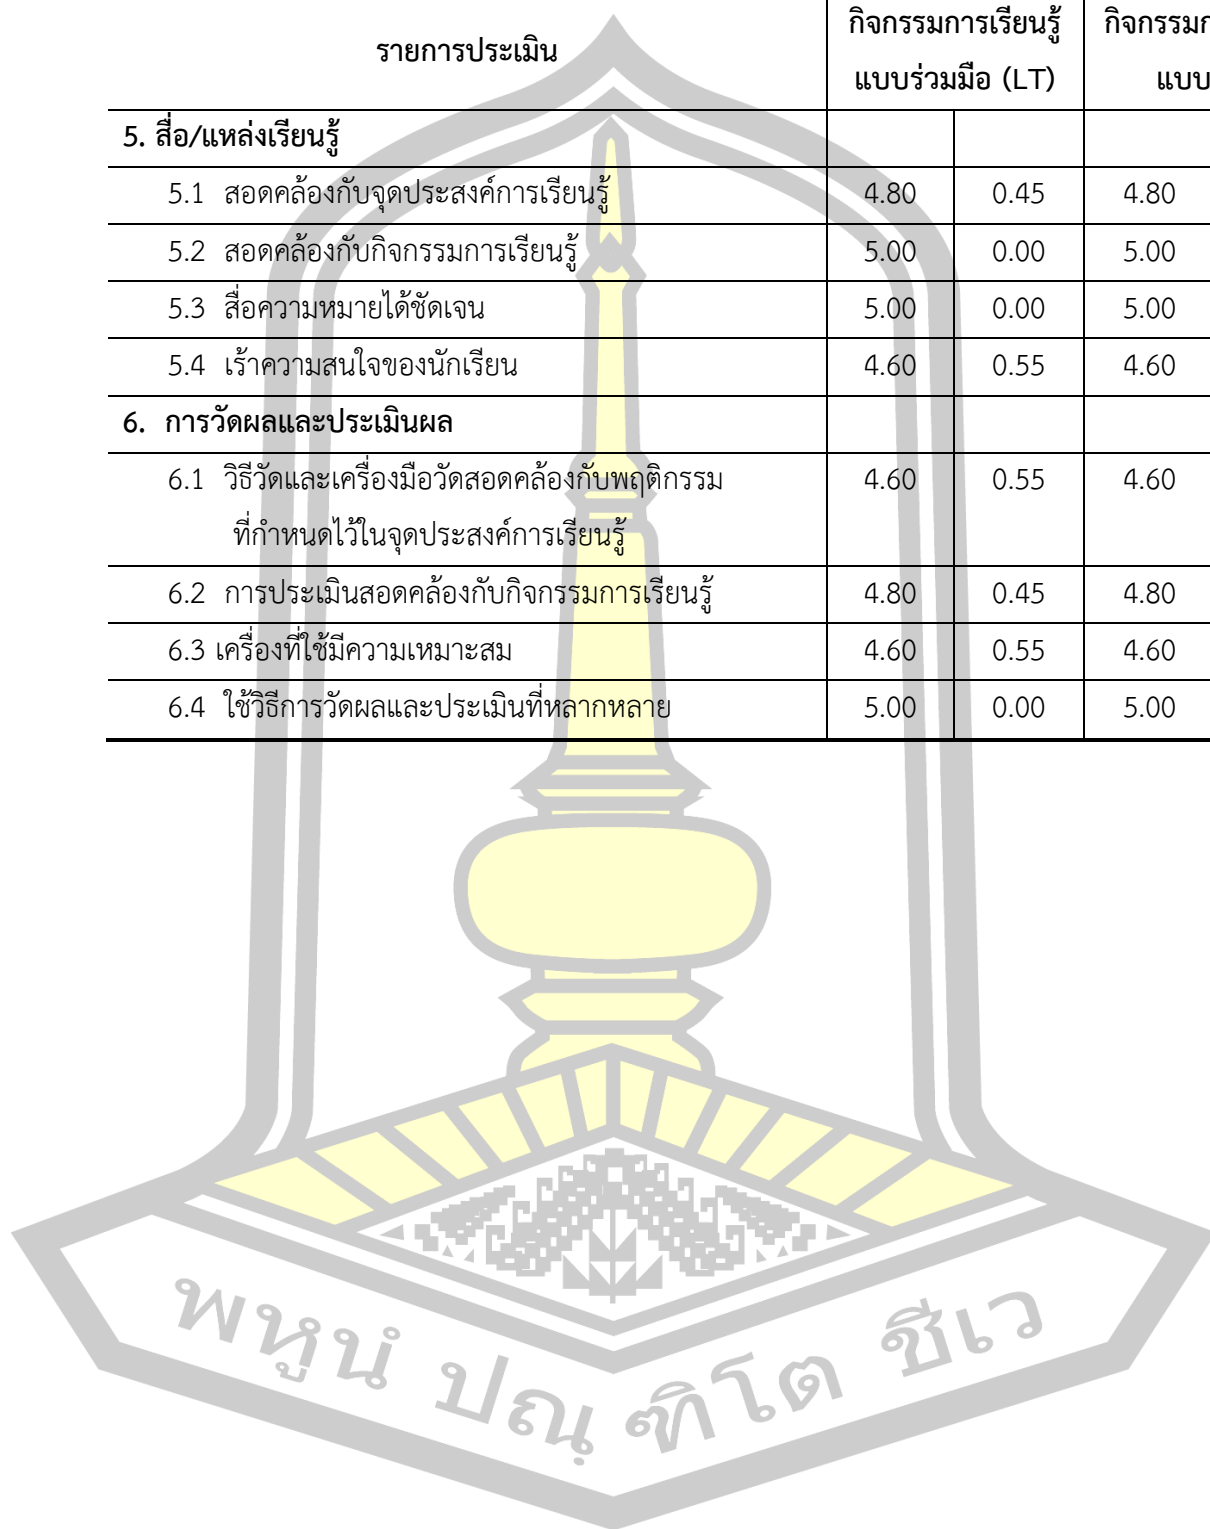 รายการประเมิน กิจกรรมการเรียนรู้ กิจกรรม
แบบร่วมมือ (LT) แบบ
5. สื่อ/แหล่งเรียนรู้
5.1 สอดคล้องกับจุดประสงค์การเรียนรู้ 4.80 0.45 4.80
5.2 สอดคล้องกับกิจกรรมการเรียนรู้ 5.00 0.00 5.00
5.3 สื่อความหมายได้ชัดเจน 5.00 0.00 5.00
5.4 เร้าความสนใจของนักเรียน 4.60 0.55 4.60
6. การวัดผลและประเมินผล
6.1 วิธีวัดและเครื่องมือวัดสอดคล้องกับพฤติกรรม 4.60 0.55 4.60
ที่กำหนดไว้ในจุดประสงค์การเรียนรู้
6.2 การประเมินสอดคล้องกับกิจกรรมการเรียนรู้ 4.80 0.45 4.80
6.3 เครื่องที่ใช้มีความเหมาะสม 4.60 0.55 4.60
6.4 ใช้วิธีการวัดผลและประเมินที่หลากหลาย 5.00 0.00 5.00
พหูนํ ปณฺฑิโต ชีเว